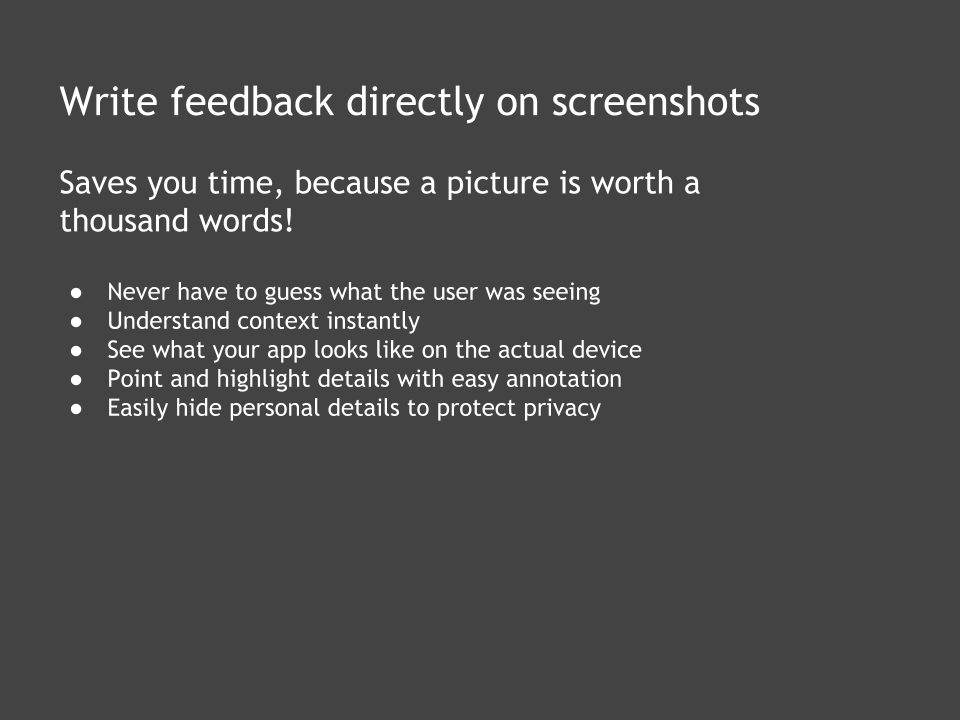 Write feedback directly on screenshots
Saves you time, because a picture is worth a
thousand words!
● Never have to guess what the user was seeing
● Understand context instantly
● See what your app looks like on the actual device
● Point and highlight details with easy annotation
● Easily hide personal details to protect privacy